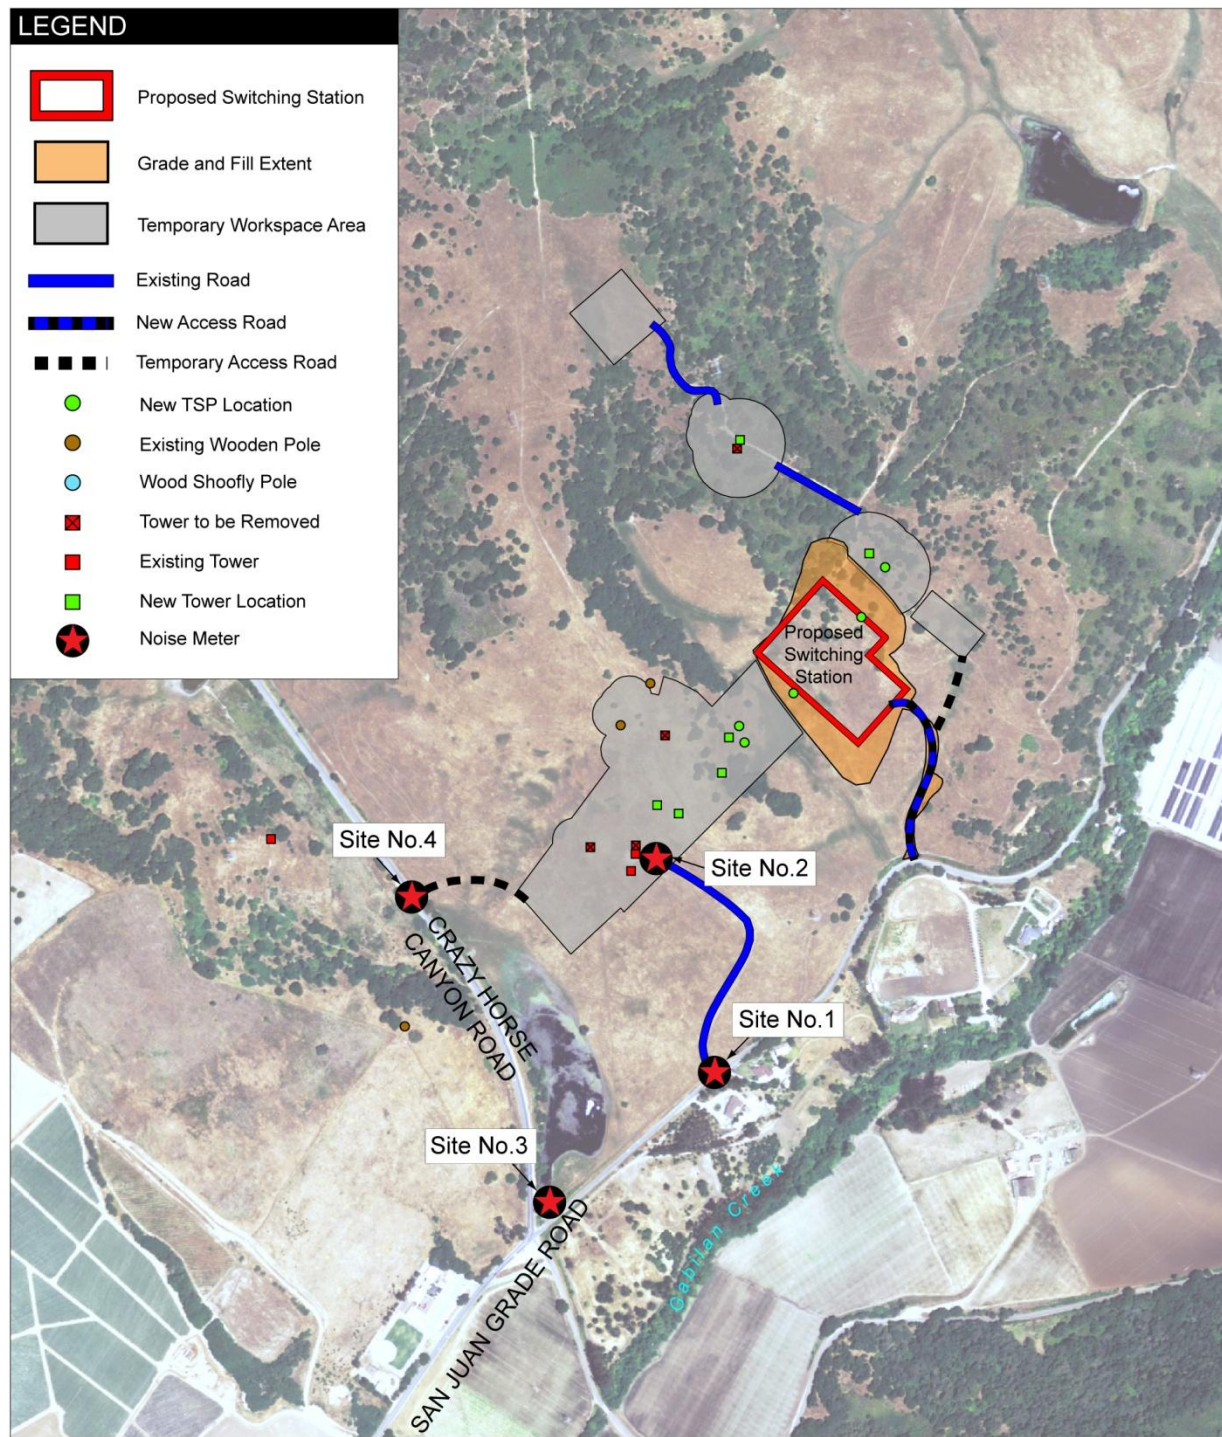 LEGEND
Proposed Switching Station
Grade and Fill Extent
Temporary Workspace Area
Existing Road
New Access Road
Temporary Access Road
New TSP Location
Existing Wooden Pole
Wood Shoofly Pole
Tower to be Removed
Existing Tower
New Tower Location
Noise Meter
Proposed
Switching
Station
Site No.4
Site No.2
CRAZY HORSE
CANYON ROAD
Site No.1
Site No.3
SAN JUAN GRADE ROAD
Gabilan Creek